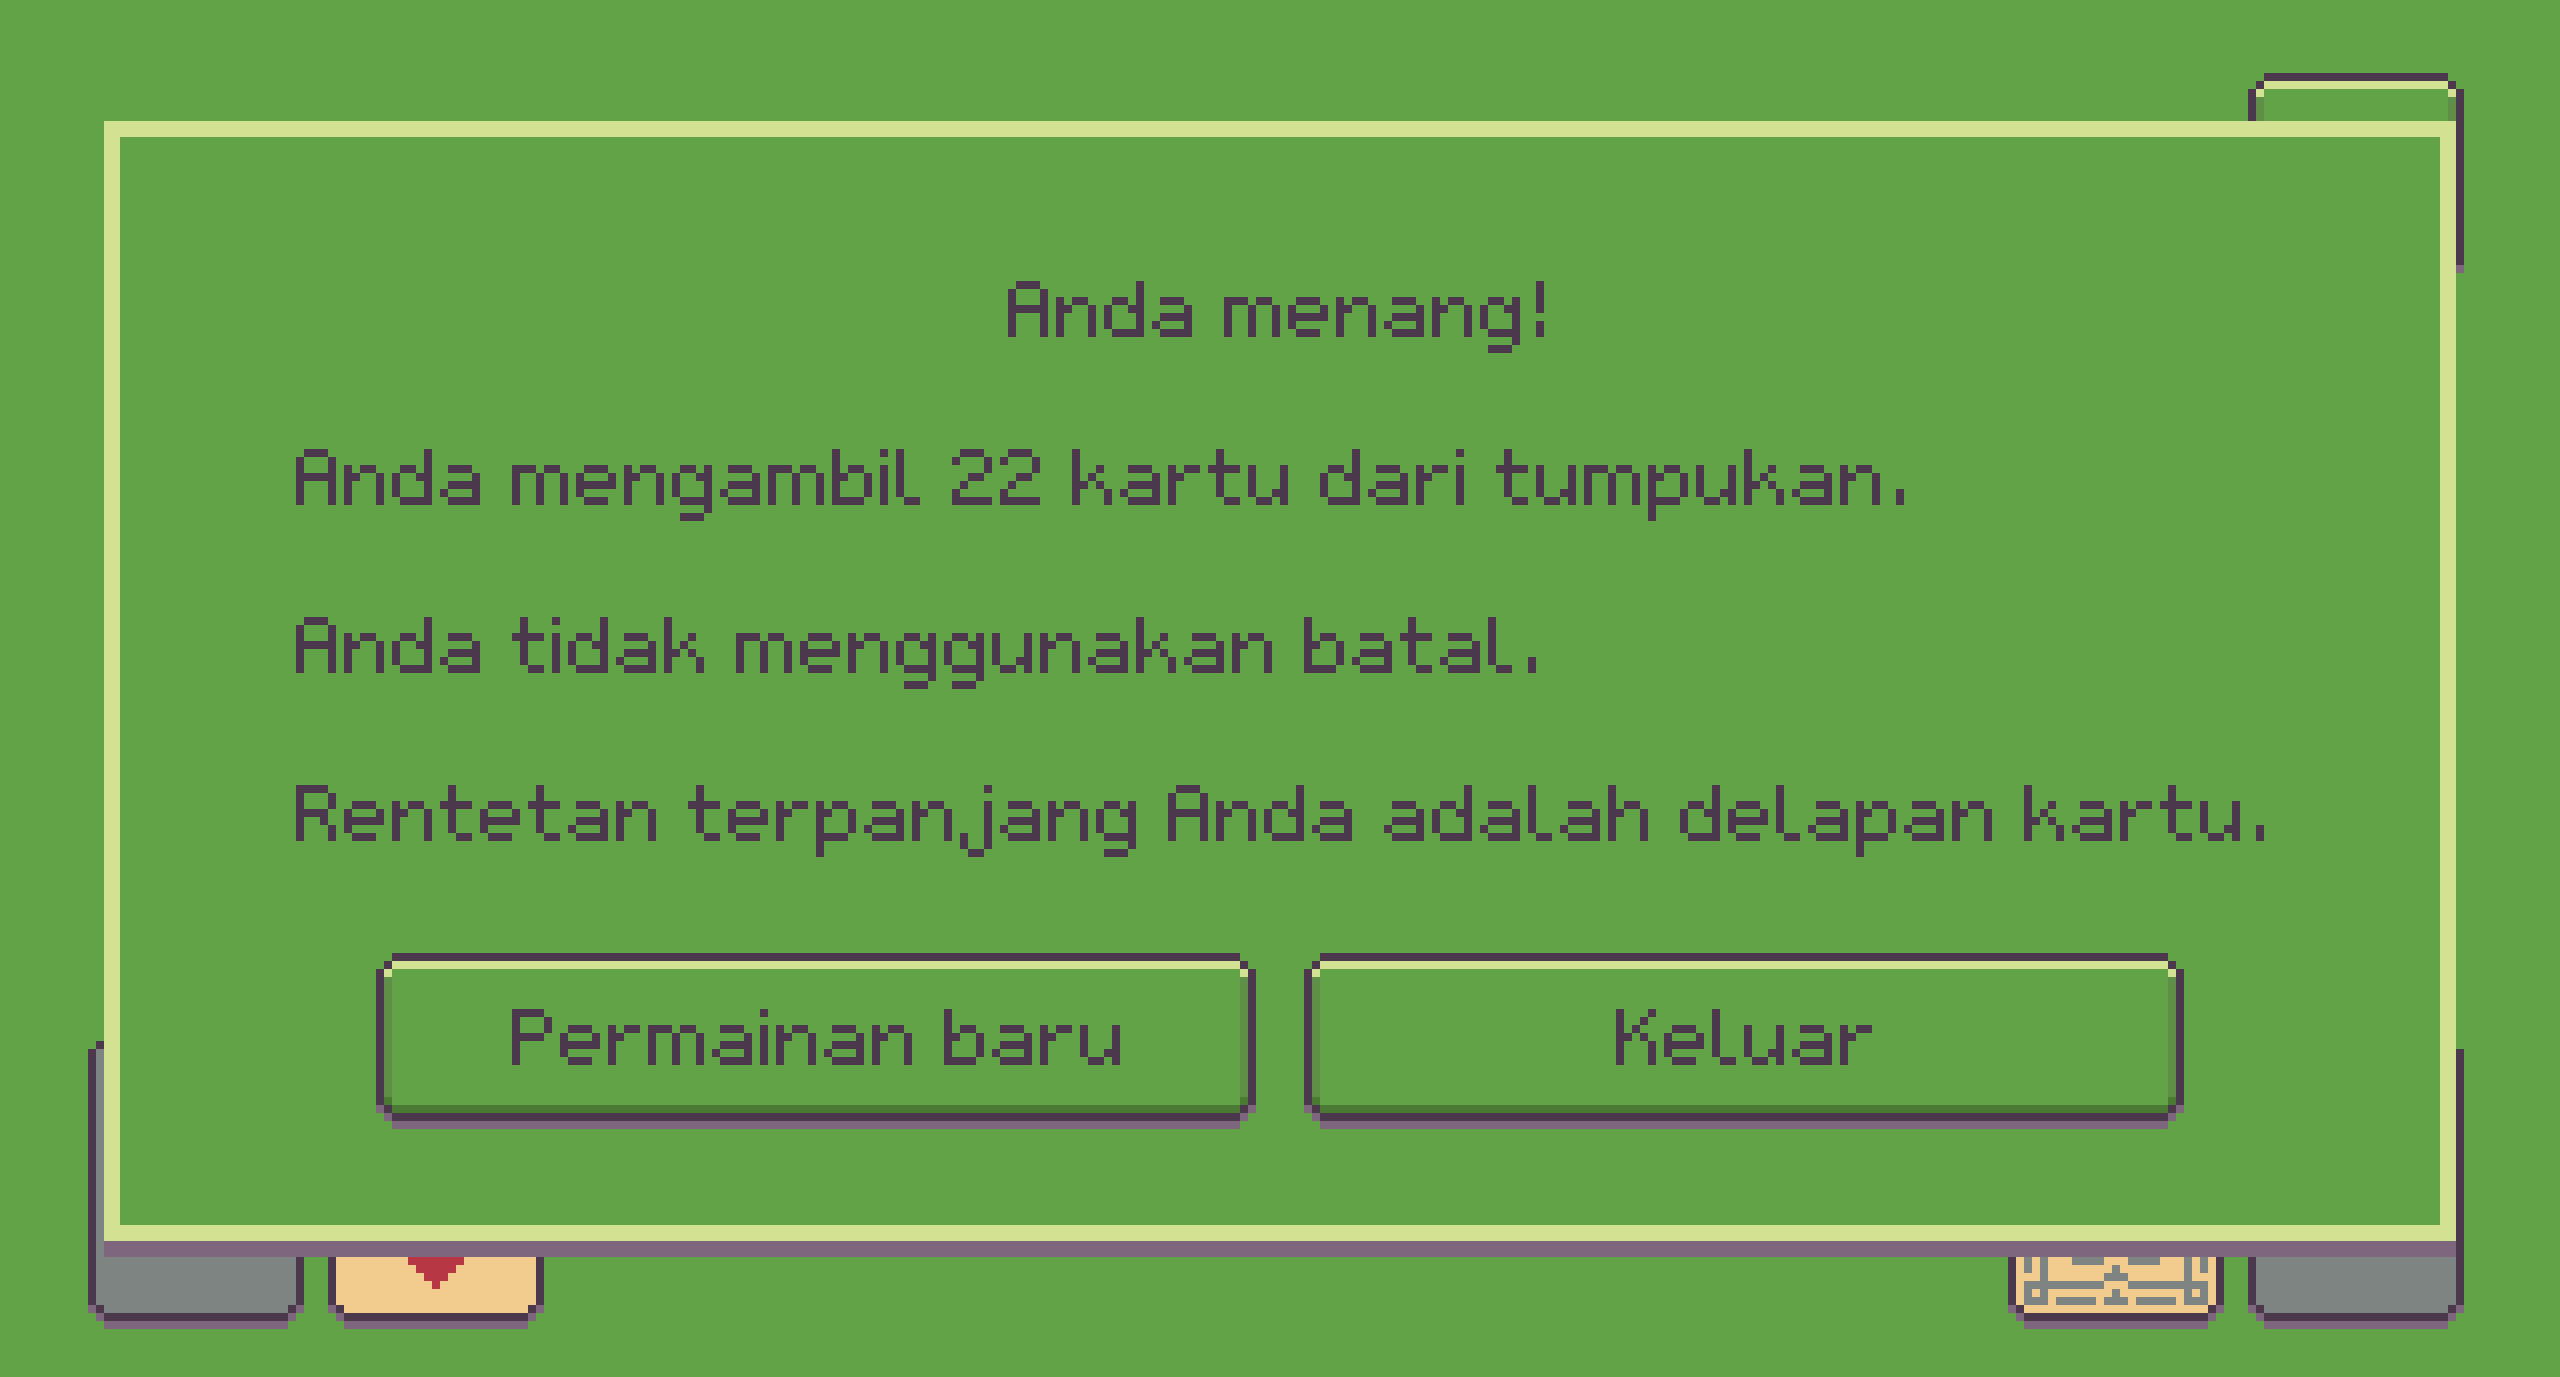 Anda menang!
Anda mengambil 22 kartu dari tumpukan.
Anda tidak menggunakan batal.
Rentetan terpanjang Anda adalah delapan kartu.
Permainan baru
Keluar